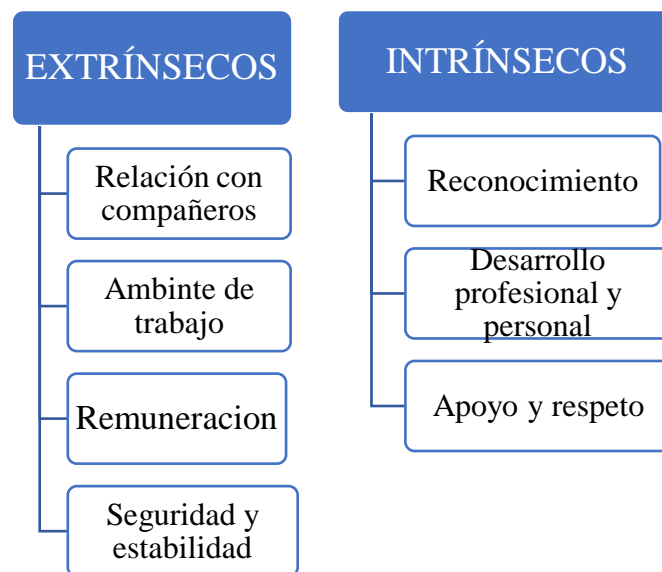 EXTRÍNSECOS
Relación con
compañeros
Ambinte de
trabajo
Remuneracion
Seguridad y
estabilidad
INTRÍNSECOS
Reconocimiento
Desarrollo
profesional y
personal
Apoyo y respeto